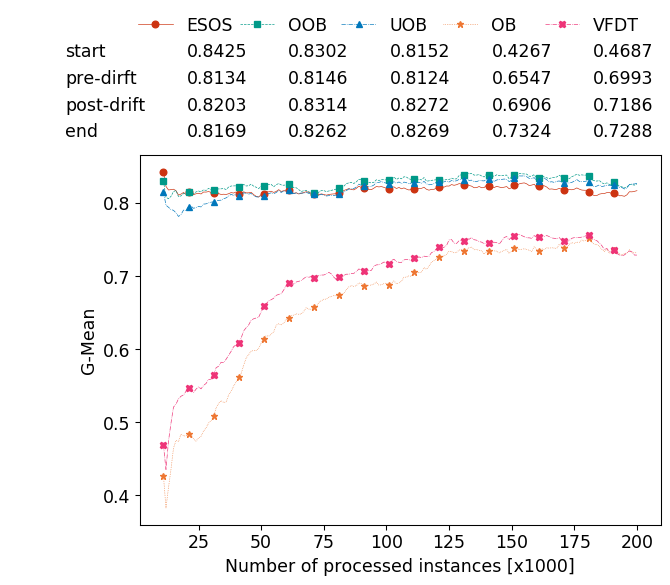 ESOS OOB UOB OB VFDT
start 0.8425 0.8302 0.8152 0.4267 0.4687
pre-dirft 0.8134 0.8146 0.8124 0.6547 0.6993
post-drift 0.8203 0.8314 0.8272 0.6906 0.7186
end 0.8169 0.8262 0.8269 0.7324 0.7288
0.8
0.7
0.6
0.5
0.4
G-Mean
25 50 75 100 125 150 175 200
Number of processed instances [x1000]